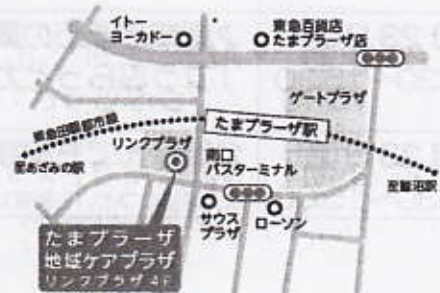 イトー
ヨーカドー
東急百貨店
たまプラーザ店
ゲートプラザ
東急田園都市線
たまプラーザ駅
リンクプラザ
南口
バスターミナル
至あざみの駅
至鷺沼駅
サウス
プラザ
ローソン
たまプラーザ
地域ケアプラザ
リンクプラザ 4F